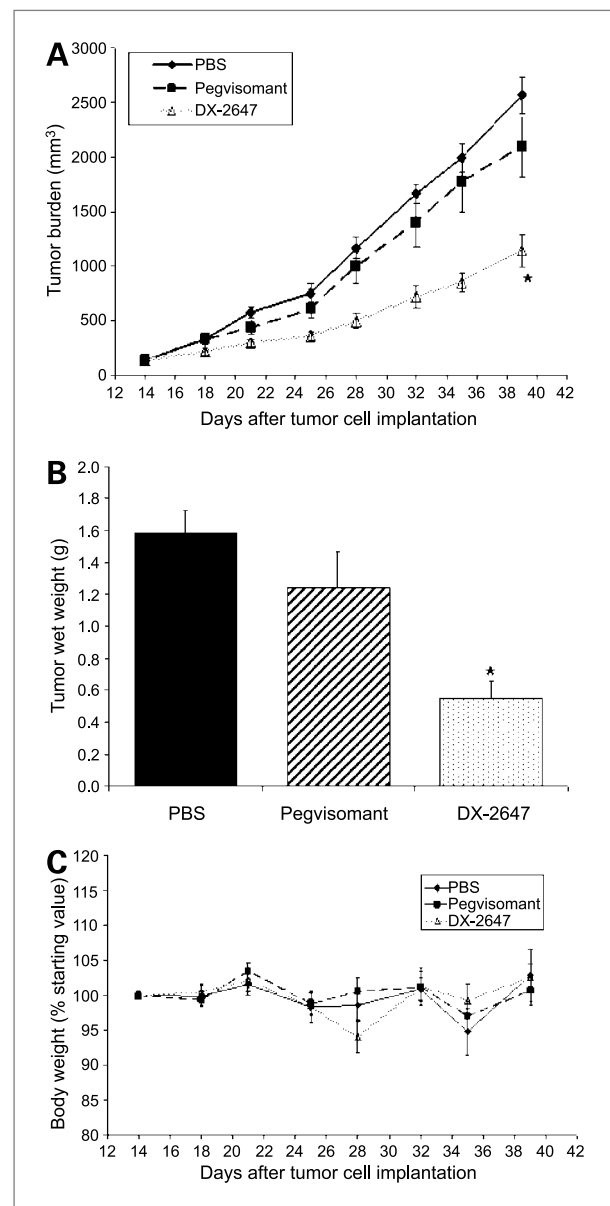 A
PBS
Pegvisomant
DX-2647
Tumor burden (mm³)
3000
2500
2000
1500
1000
500
0
12 14 16 18 20 22 24 26 28 30 32 34 36 38 40 42
Days after tumor cell implantation
B
Tumor wet weight (g)
2.0
1.8
1.6
1.4
1.2
1.0
0.8
0.6
0.4
0.2
0.0
PBS Pegvisomant DX-2647
C
PBS
Pegvisomant
DX-2647
Body weight (% starting value)
120
115
110
105
100
95
90
85
80
12 14 16 18 20 22 24 26 28 30 32 34 36 38 40 42
Days after tumor cell implantation